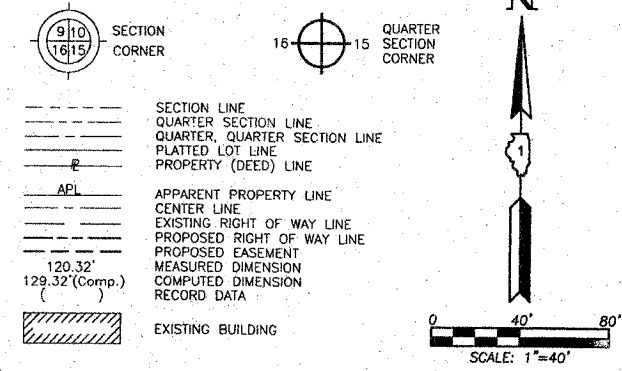 N
9 10
16 15
SECTION
CORNER
16
15
QUARTER
SECTION
CORNER
SECTION LINE
QUARTER SECTION LINE
QUARTER, QUARTER SECTION LINE
PLATTED LOT LINE
PROPERTY (DEED) LINE
APL
APPARENT PROPERTY LINE
CENTER LINE
EXISTING RIGHT OF WAY LINE
PROPOSED RIGHT OF WAY LINE
PROPOSED EASEMENT
120.32' MEASURED DIMENSION
129.32'(Comp.) COMPUTED DIMENSION
( ) RECORD DATA
EXISTING BUILDING
1
0 40' 80'
SCALE: 1"=40'